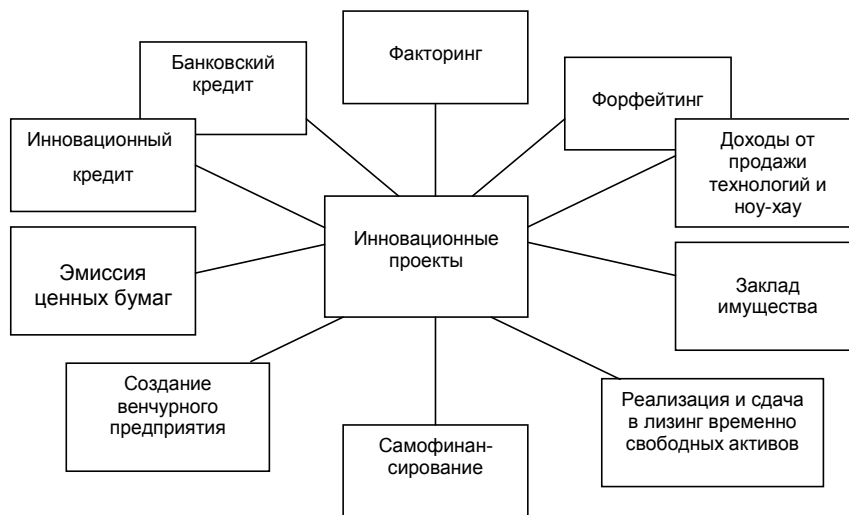 Факторинг
Банковский
кредит
Форфейтинг
Инновационный
кредит
Доходы от
продажи
технологий и
ноу-хау
Инновационные
проекты
Эмиссия
ценных бумаг
Заклад
имущества
Создание
венчурного
предприятия
Реализация и сдача
в лизинг временно
свободных активов
Самофинан-
сирование